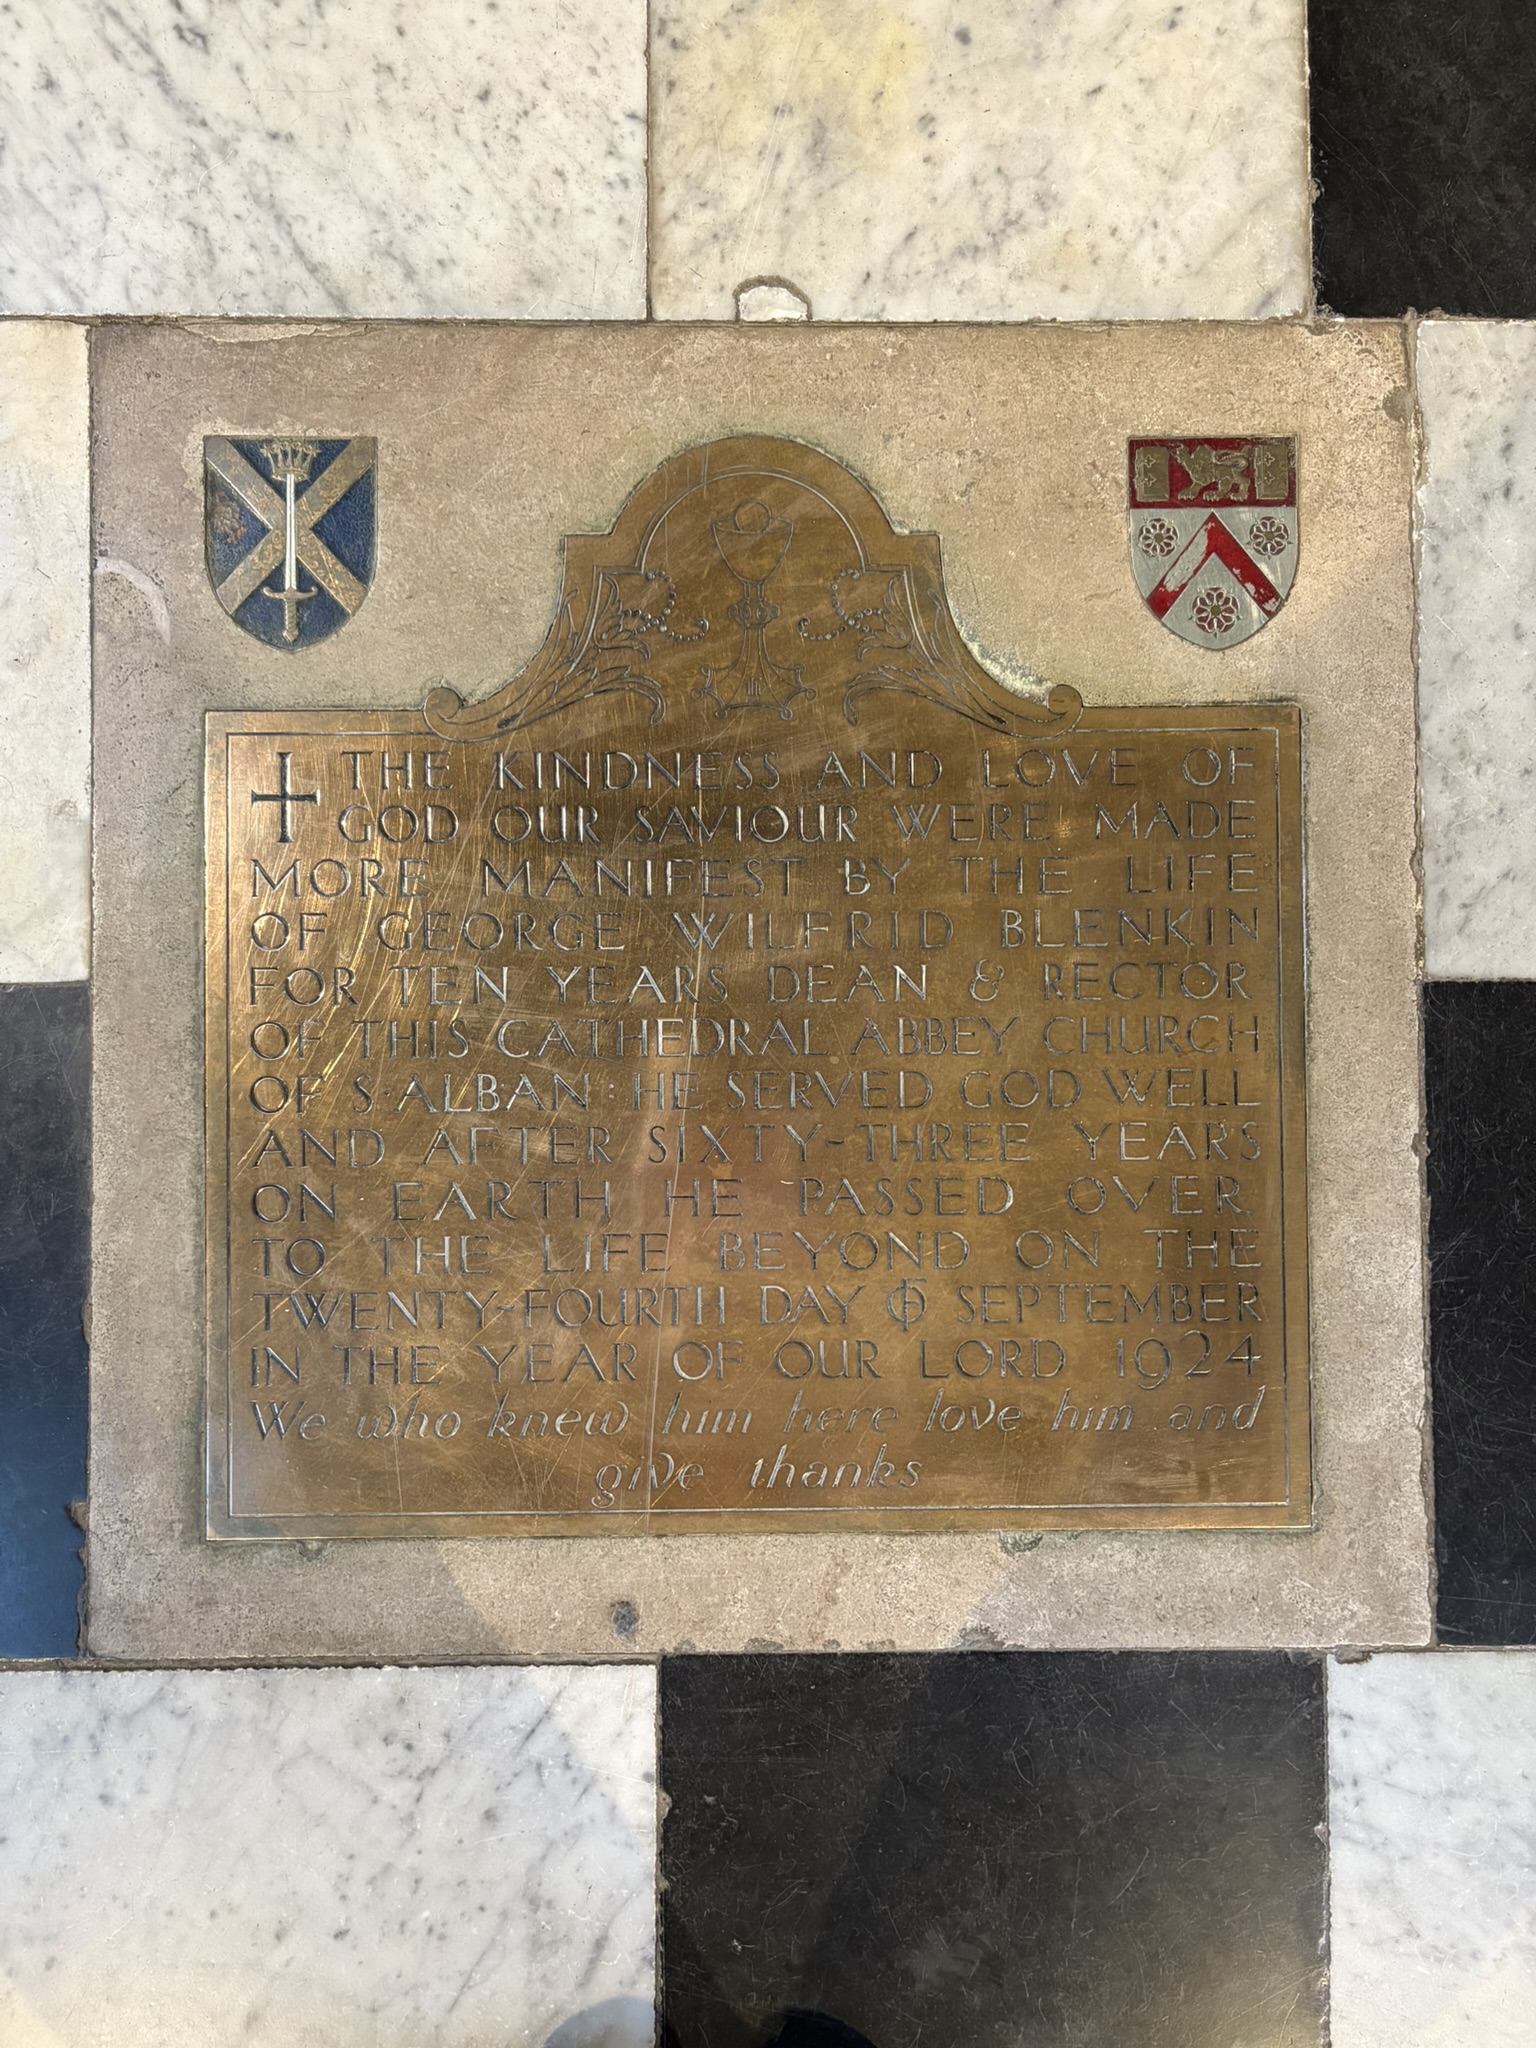 THE KINDNESS AND LOVE OF
GOD OUR SAVIOUR WERE MADE
MORE MANIFEST BY THE LIFE
OF GEORGE WILFRID BLENKIN
FOR TEN YEARS DEAN & RECTOR
OF THIS CATHEDRAL ABBEY CHURCH
OF S·ALBAN : HE SERVED GOD WELL
AND AFTER SIXTY-THREE YEARS
ON EARTH HE PASSED OVER
TO THE LIFE BEYOND ON THE
TWENTY-FOURTH DAY OF SEPTEMBER
IN THE YEAR OF OUR LORD 1924
We who knew him here love him and
give thanks